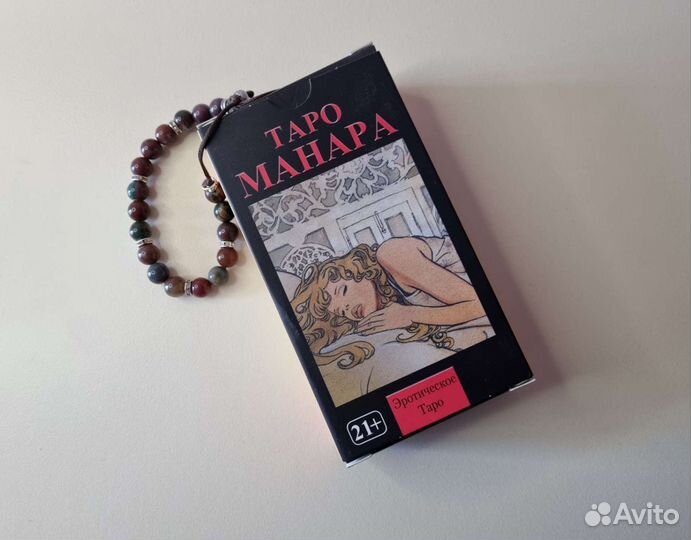 ТАРО
МАНАРА
Эротическое
Таро
21+
Avito